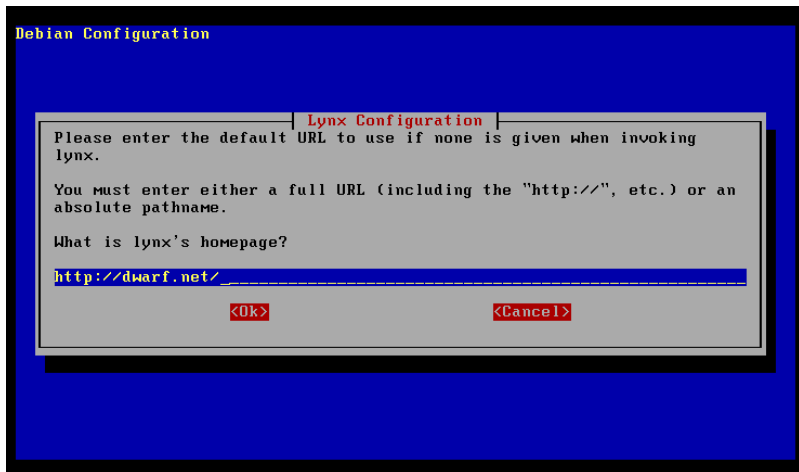 Debian Configuration
Lynx Configuration
Please enter the default URL to use if none is given when invoking
lynx.
You must enter either a full URL (including the "http://", etc.) or an
absolute pathname.
What is lynx's homepage?
http://dwarf.net/_______________________________________________________
<Ok> <Cancel>